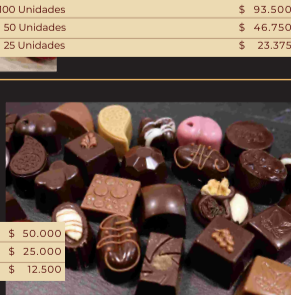 100 Unidades $ 93.500
50 Unidades $ 46.750
25 Unidades $ 23.375
$ 50.000
$ 25.000
$ 12.500